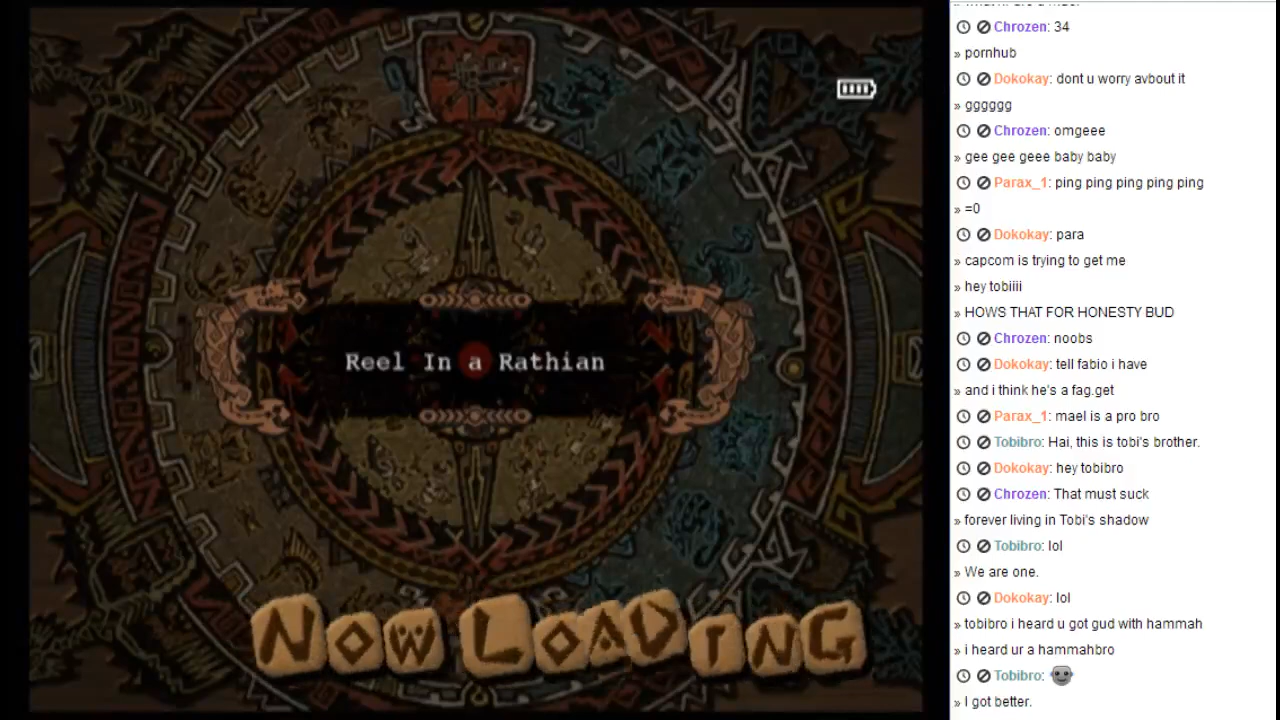 Reel In a Rathian
Now Loading
Chrozen: 34
» pornhub
Dokokay: dont u worry avbout it
» gggggg
Chrozen: omgeee
» gee gee geee baby baby
Parax_1: ping ping ping ping ping
» =0
Dokokay: para
» capcom is trying to get me
» hey tobiiii
» HOWS THAT FOR HONESTY BUD
Chrozen: noobs
Dokokay: tell fabio i have
» and i think he's a fag.get
Parax_1: mael is a pro bro
Tobibro: Hai, this is tobi's brother.
Dokokay: hey tobibro
Chrozen: That must suck
» forever living in Tobi's shadow
Tobibro: lol
» We are one.
Dokokay: lol
» tobibro i heard u got gud with hammah
» i heard ur a hammahbro
Tobibro:
» I got better.